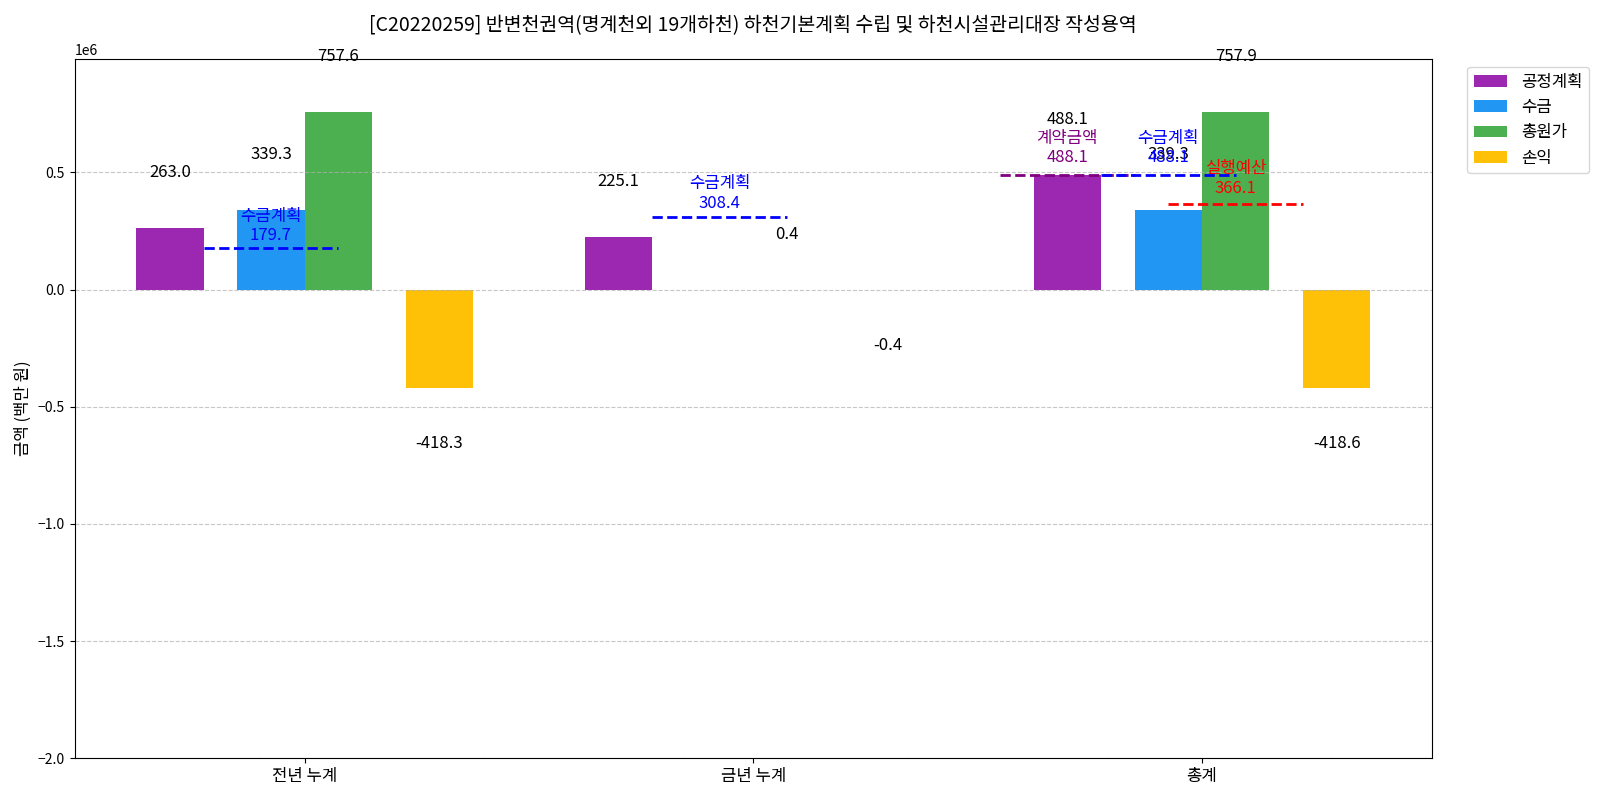 [C20220259] 반변천권역(명계천외 19개하천) 하천기본계획 수립 및 하천시설관리대장 작성용역
1e6
금액 (백만 원)
0.5
0.0
−0.5
−1.0
−1.5
−2.0
263.0
339.3
757.6
수금계획
179.7
-418.3
225.1
수금계획
308.4
0.4
-0.4
488.1
계약금액
488.1
수금계획
488.1
339.3
757.9
실행예산
366.1
-418.6
전년 누계
금년 누계
총계
공정계획
수금
총원가
손익